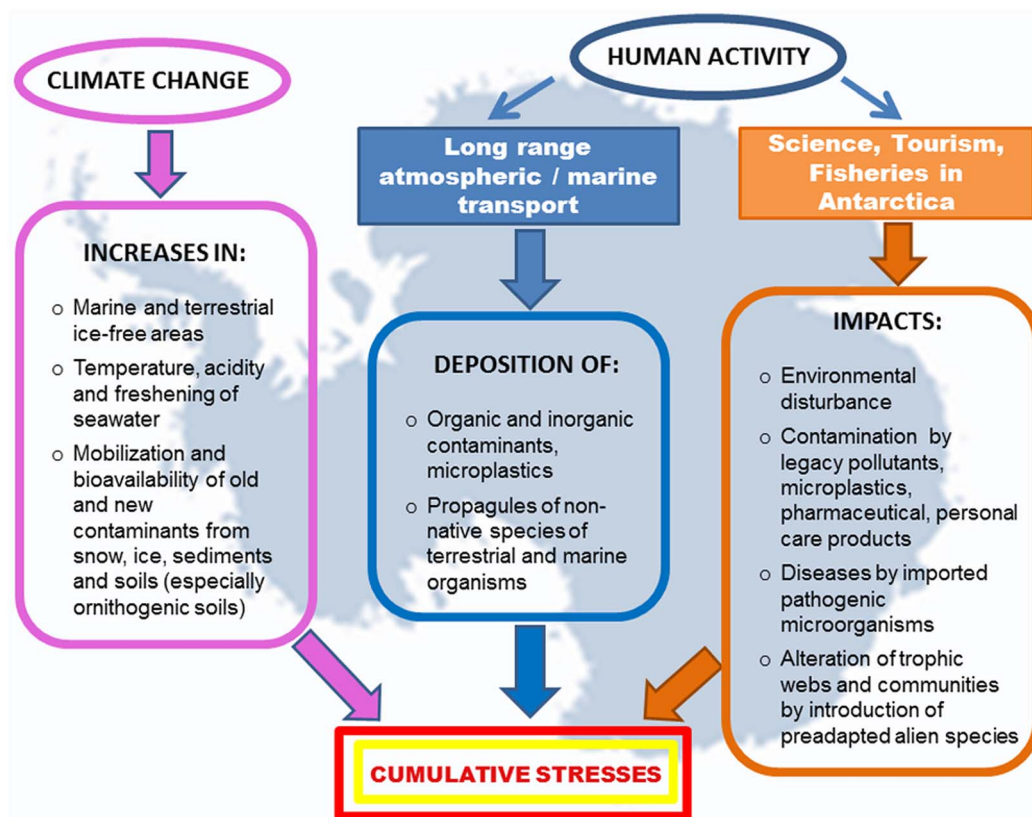 CLIMATE CHANGE
HUMAN ACTIVITY
Long range
atmospheric / marine
transport
Science, Tourism,
Fisheries in
Antarctica
INCREASES IN:
o Marine and terrestrial
ice-free areas
o Temperature, acidity
and freshening of
seawater
o Mobilization and
bioavailability of old
and new
contaminants from
snow, ice, sediments
and soils (especially
ornithogenic soils)
DEPOSITION OF:
o Organic and inorganic
contaminants,
microplastics
o Propagules of non-
native species of
terrestrial and marine
organisms
IMPACTS:
o Environmental
disturbance
o Contamination by
legacy pollutants,
microplastics,
pharmaceutical, personal
care products
o Diseases by imported
pathogenic
microorganisms
o Alteration of trophic
webs and communities
by introduction of
preadapted alien species
CUMULATIVE STRESSES